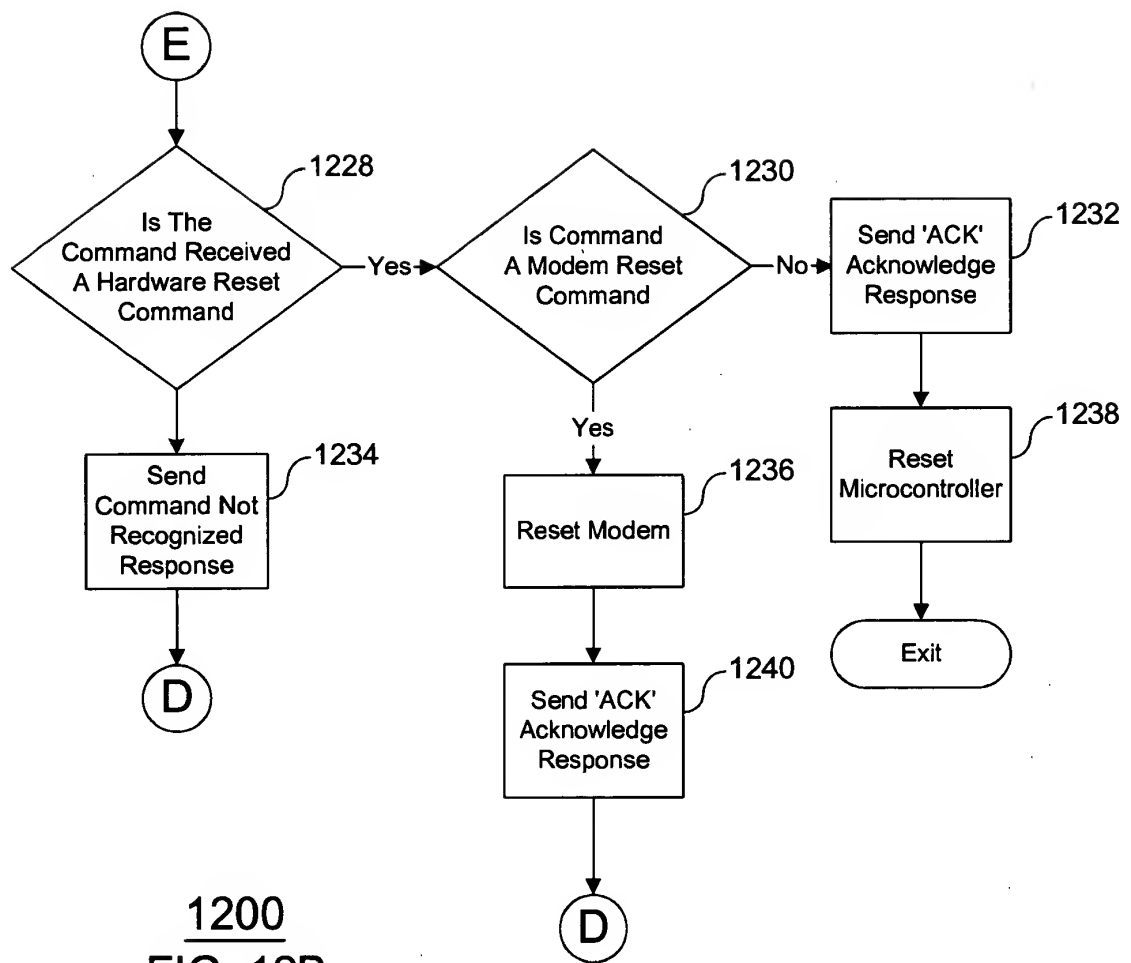 E
1228
Is The
Command Received
A Hardware Reset
Command
Yes
1230
Is Command
A Modem Reset
Command
No
1232
Send 'ACK'
Acknowledge
Response
1238
Reset
Microcontroller
Exit
1234
Send
Command Not
Recognized
Response
D
Yes
1236
Reset Modem
1240
Send 'ACK'
Acknowledge
Response
D
1200